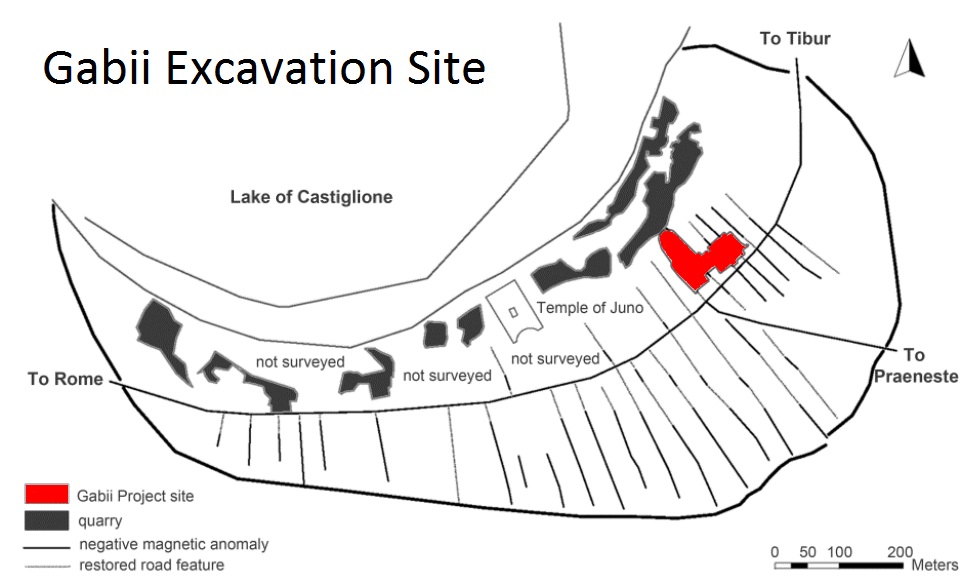 Gabii Excavation Site
To Tibur
Lake of Castiglione
Temple of Juno
not surveyed
not surveyed
not surveyed
To Rome
To
Praeneste
Gabii Project site
quarry
negative magnetic anomaly
restored road feature
0 50 100 200
Meters